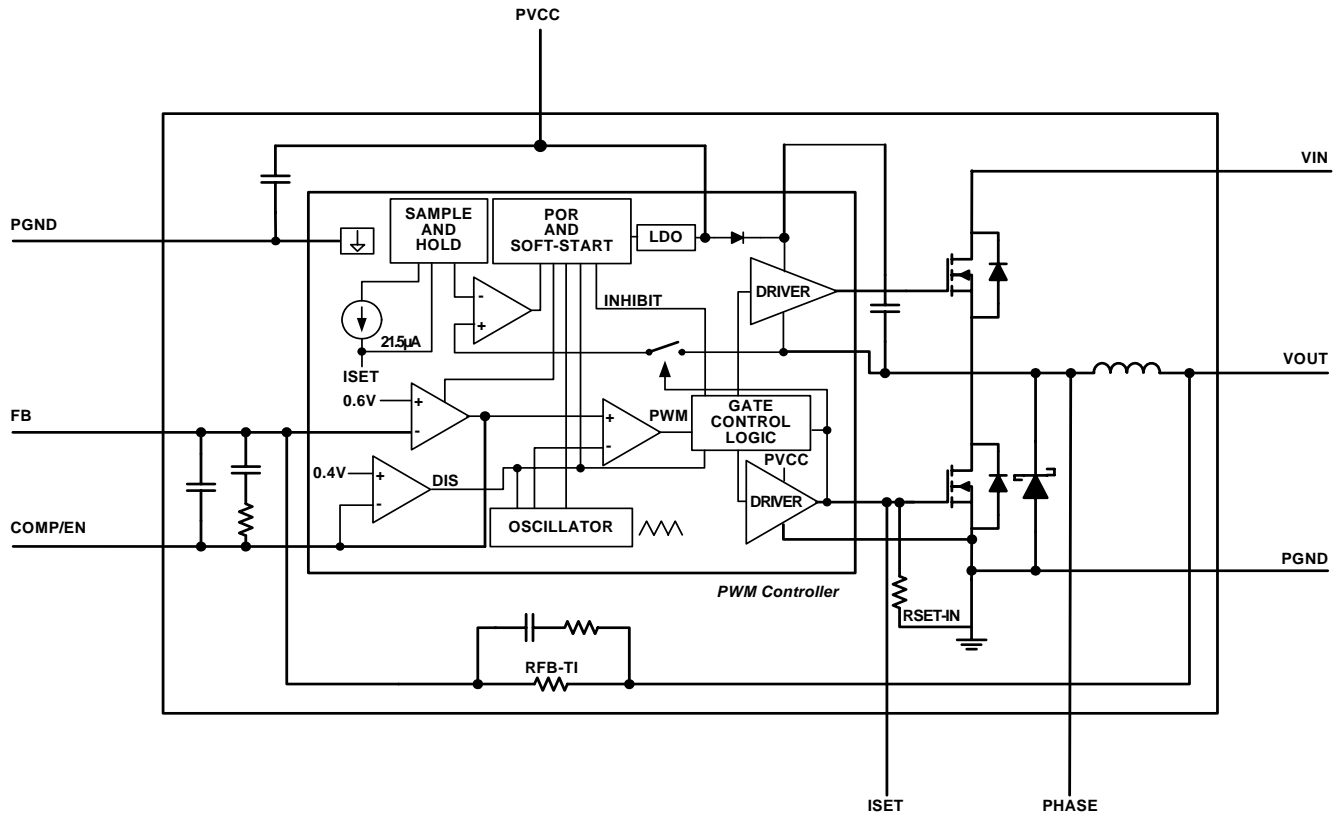 PVCC
VIN
PGND
SAMPLE
AND
HOLD
POR
AND
SOFT-START
LDO
DRIVER
-
+
INHIBIT
21.5µA
ISET
VOUT
0.6V
+
-
FB
+
-
PWM
GATE
CONTROL
LOGIC
PVCC
0.4V
+
-
DIS
DRIVER
COMP/EN
OSCILLATOR
PGND
PWM Controller
RSET-IN
RFB-TI
ISET
PHASE